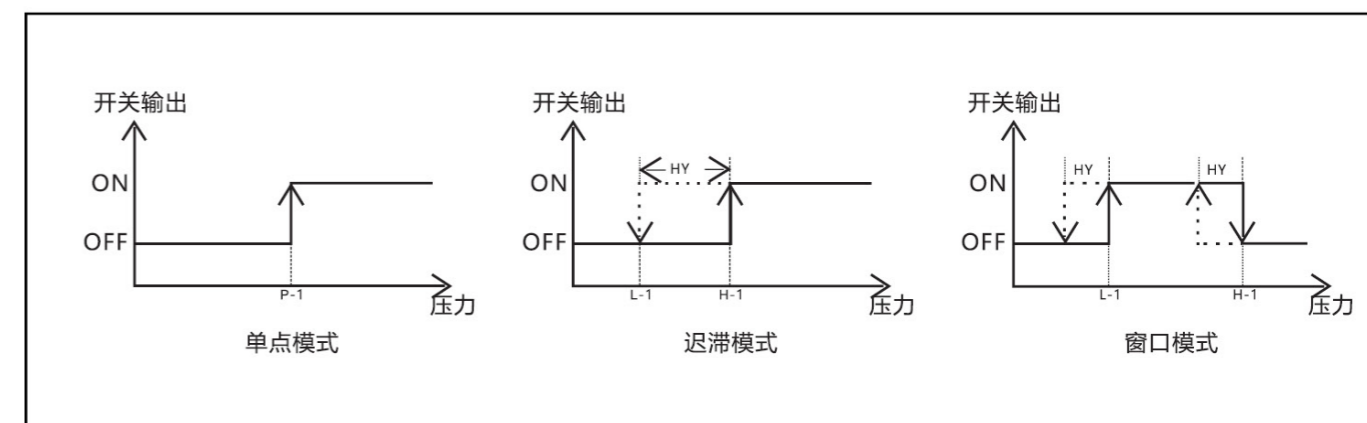 开关输出
ON
OFF
P-1
压力
单点模式
开关输出
HY
ON
OFF
L-1
H-1
压力
迟滞模式
开关输出
HY
HY
ON
OFF
L-1
H-1
压力
窗口模式